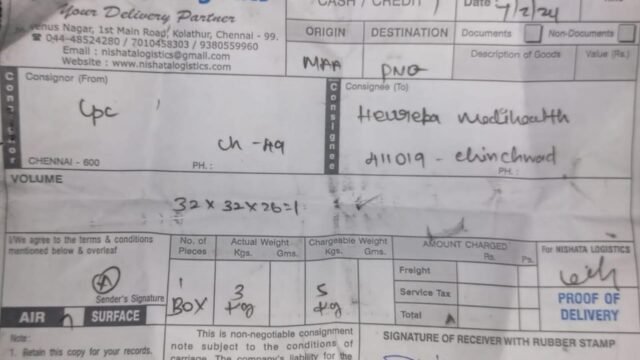 Your Delivery Partner
enus Nagar, 1st Main Road, Kolathur, Chennai - 99.
044-48524280 / 7010458303 / 9380559960
Email : nishatalogistics@gmail.com
Website : www.nishatalogistics.com
CASH / CREDIT
Date 7/2/24
ORIGIN DESTINATION Documents Non-Documents
MAA PNQ Description of Goods Value (Rs.)
Consignor
Consignor (From)
Cpc
Ch - 49
CHENNAI - 600 PH. :
Consignee
Consignee (To)
Heureka Medihealth
411019 - chinchwad
PH. :
VOLUME
32 x 32 x 26 = 1
I/We agree to the terms & conditions
mentioned below & overleaf
Sender's Signature
AIR SURFACE
No. of Pieces Actual Weight Chargeable Weight AMOUNT CHARGED For NISHATA LOGISTICS
Kgs. Gms. Kgs. Gms. Rs. Ps.
1 BOX 3 kg 5 kg
Freight
Service Tax
Total
PROOF OF
DELIVERY
Note :
1. Retain this copy for your records.
This is non-negotiable consignment
note subject to the conditions of
carriage. The company's liability for the
SIGNATURE OF RECEIVER WITH RUBBER STAMP